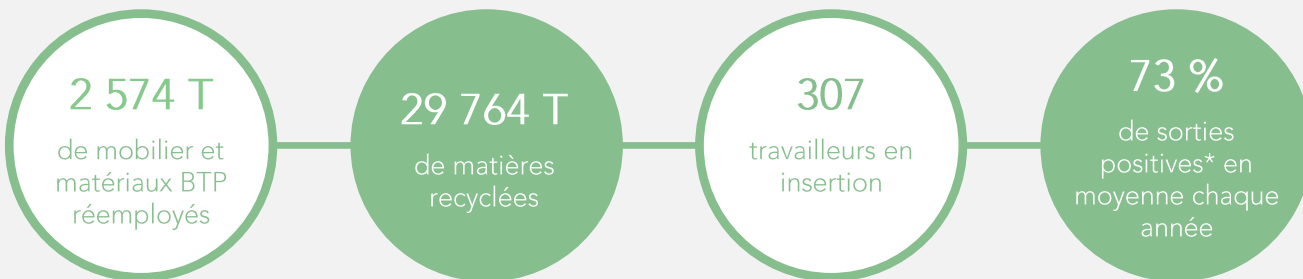 2 574 T
de mobilier et
matériaux BTP
réemployés
29 764 T
de matières
recyclées
307
travailleurs en
insertion
73 %
de sorties
positives* en
moyenne chaque
année